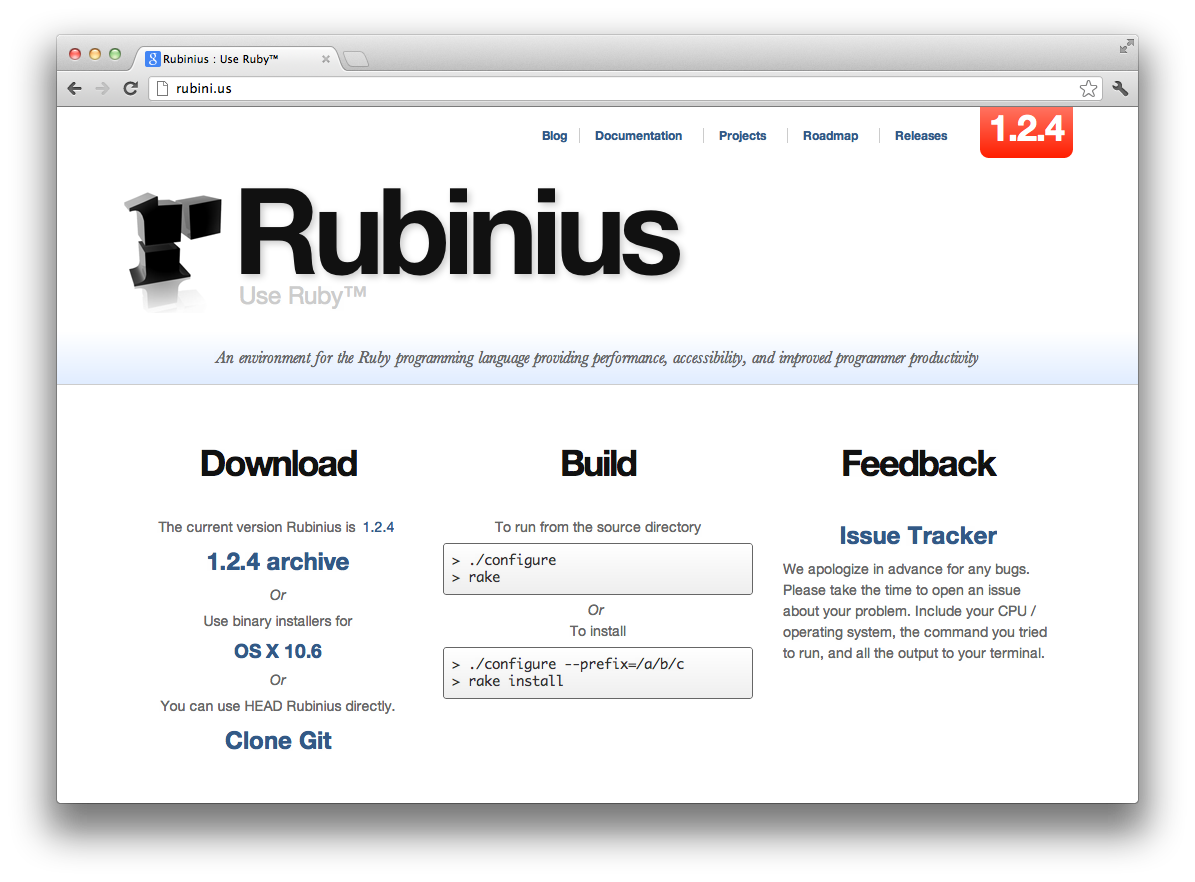 Rubinius : Use Ruby™
rubini.us
Blog
Documentation
Projects
Roadmap
Releases
1.2.4
r Rubinius
Use Ruby™
An environment for the Ruby programming language providing performance, accessibility, and improved programmer productivity
Download
The current version Rubinius is 1.2.4
1.2.4 archive
Or
Use binary installers for
OS X 10.6
Or
You can use HEAD Rubinius directly.
Clone Git
Build
To run from the source directory
> ./configure
> rake
Or
To install
> ./configure --prefix=/a/b/c
> rake install
Feedback
Issue Tracker
We apologize in advance for any bugs.
Please take the time to open an issue
about your problem. Include your CPU /
operating system, the command you tried
to run, and all the output to your terminal.